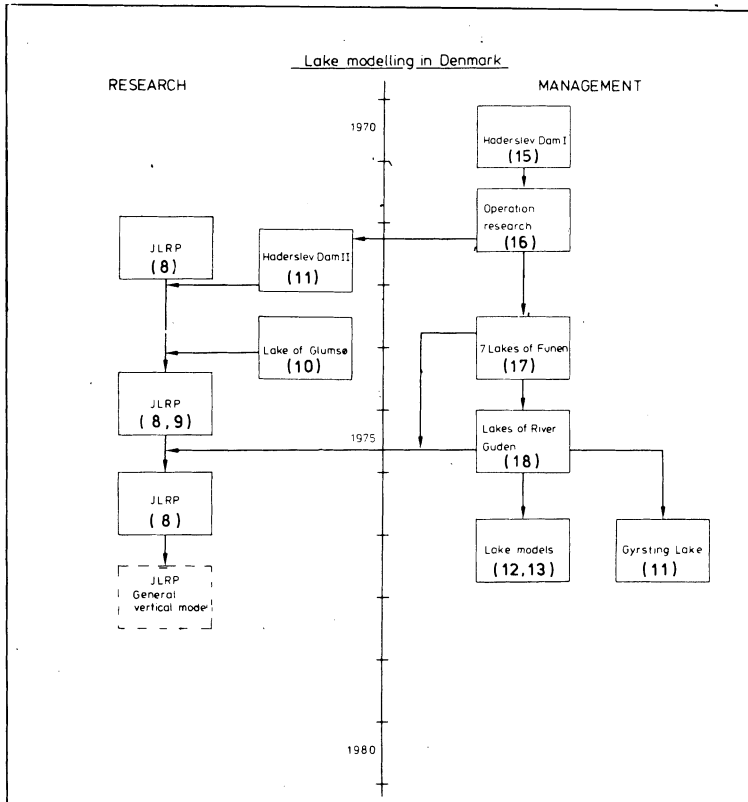 Lake modelling in Denmark
RESEARCH
MANAGEMENT
1970
Haderslev Dam I
(15)
Operation
research
(16)
JLRP
(8)
Haderslev Dam II
(11)
Lake of Glumsø
(10)
7 Lakes of Funen
(17)
JLRP
(8,9)
1975
Lakes of River
Guden
(18)
JLRP
(8)
Lake models
(12,13)
Gyrsting Lake
(11)
JLRP
General
vertical model
1980